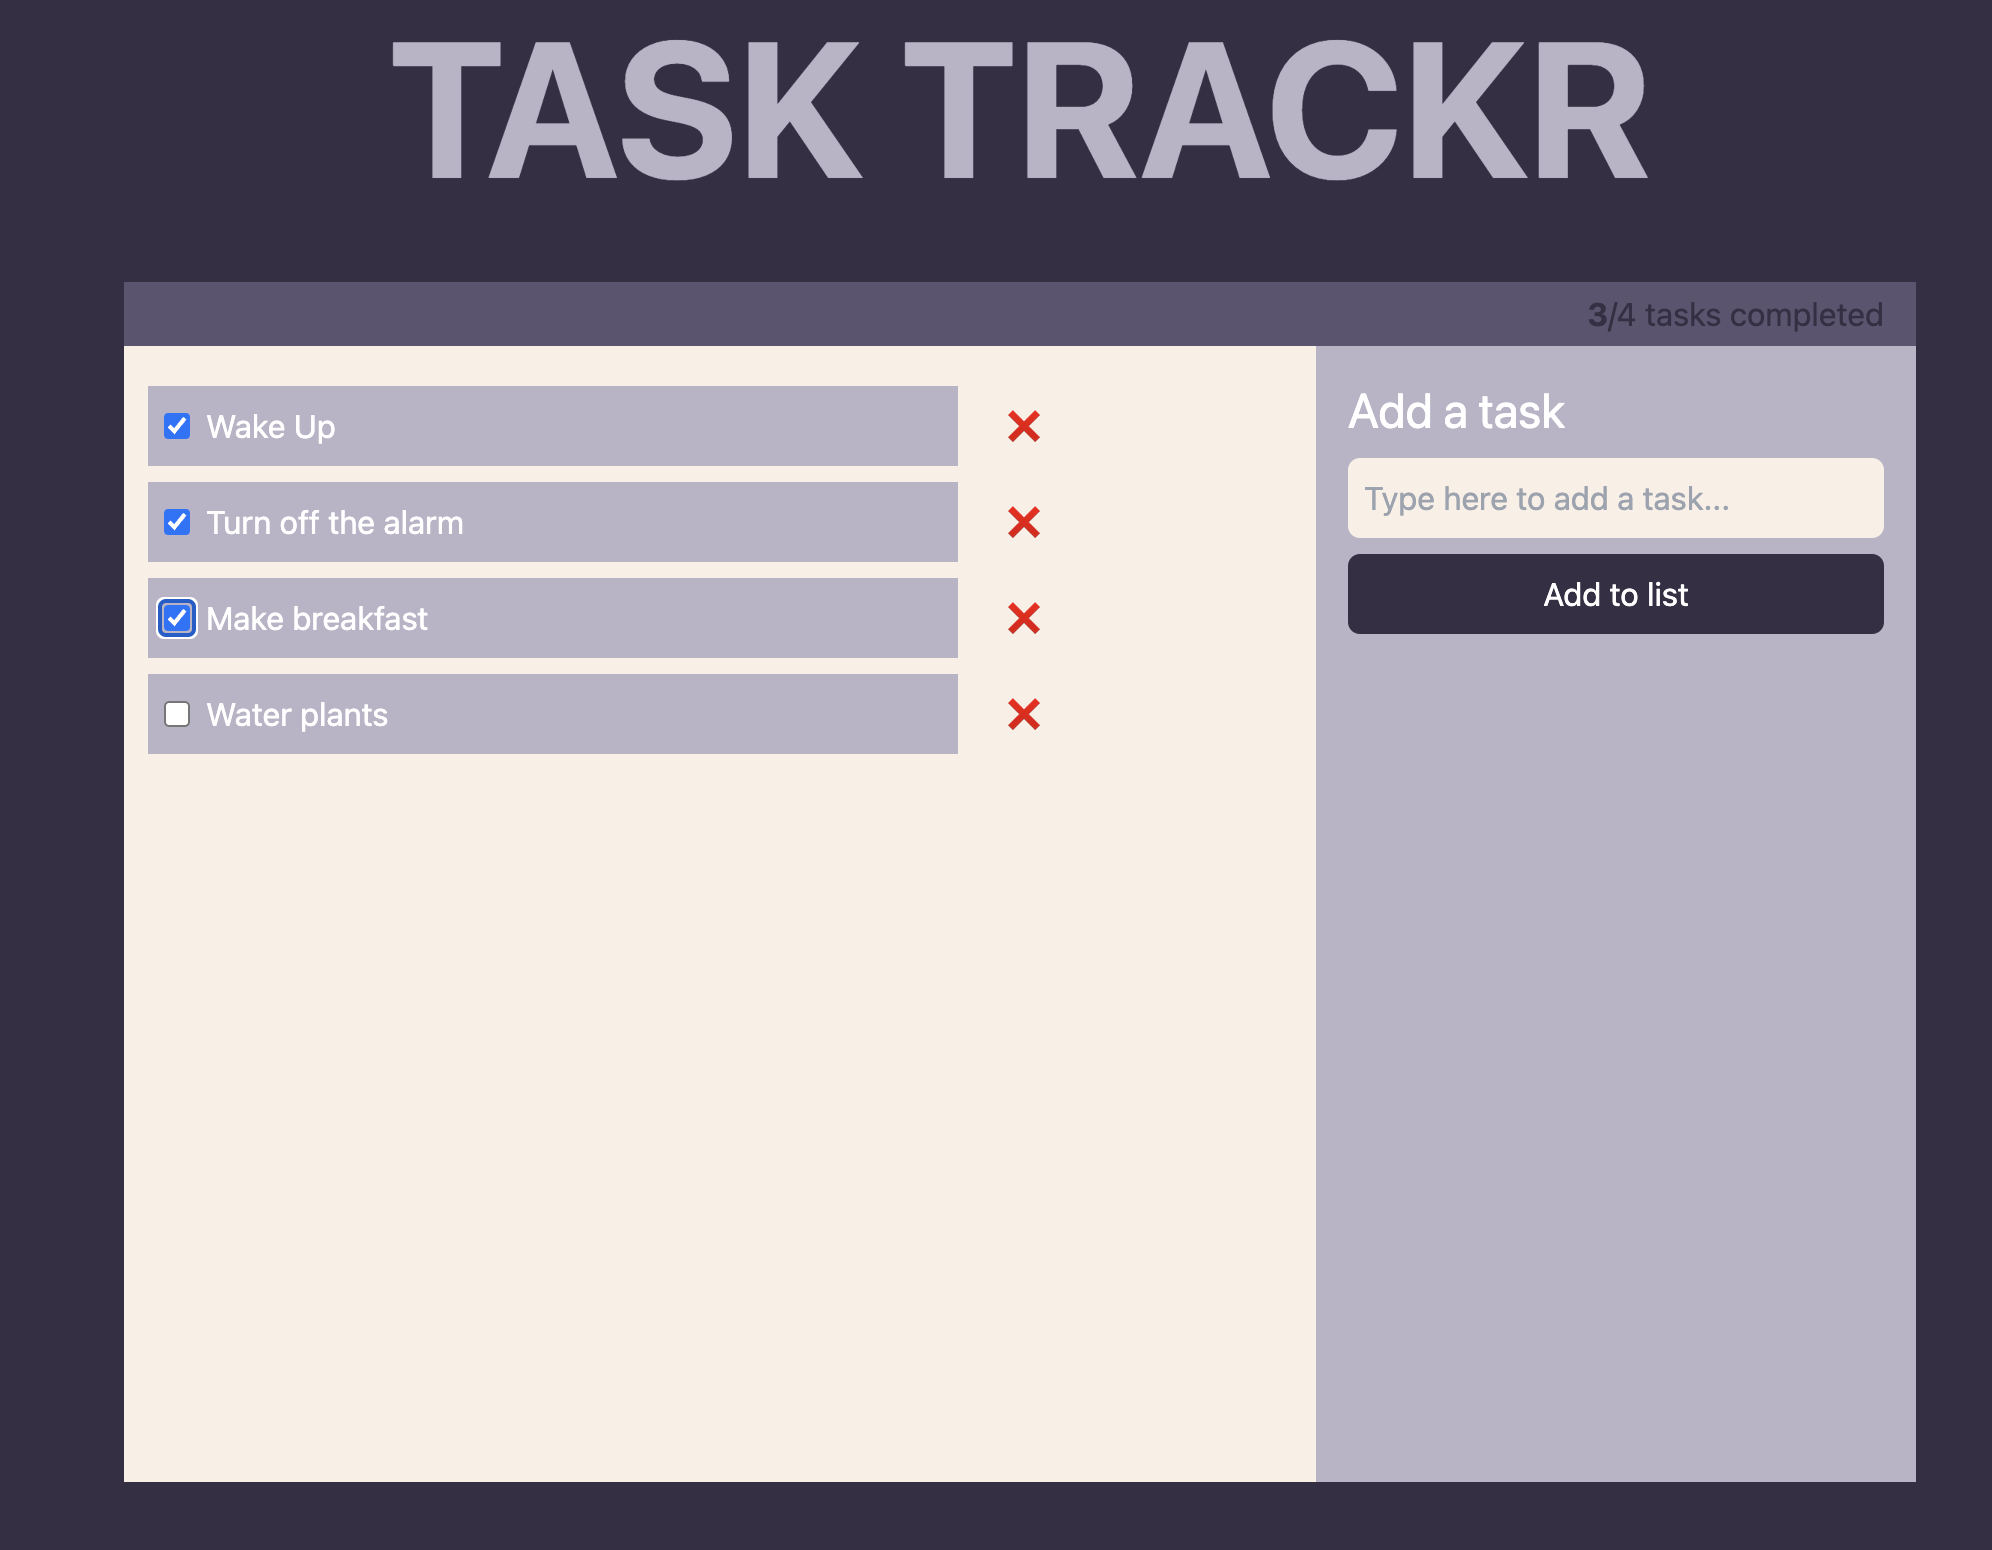 TASK TRACKR
3/4 tasks completed
Wake Up
Turn off the alarm
Make breakfast
Water plants
Add a task
Type here to add a task...
Add to list